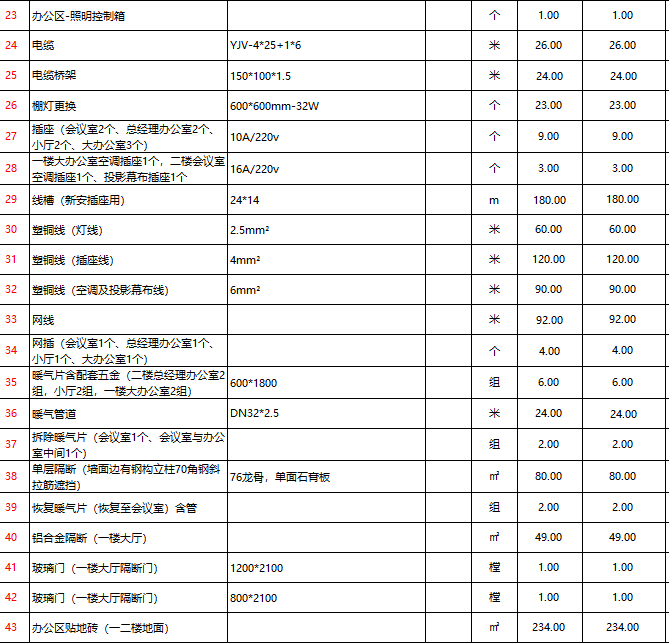 23 办公区-照明控制箱 个 1.00 1.00
24 电缆 YJV-4*25+1*6 米 26.00 26.00
25 电缆桥架 150*100*1.5 米 24.00 24.00
26 棚灯更换 600*600mm-32W 个 23.00 23.00
27 插座（会议室2个、总经理办公室2个、
小厅2个、大办公室3个） 10A/220v 个 9.00 9.00
28 一楼大办公室空调插座1个，二楼会议室
空调插座1个、投影幕布插座1个 16A/220v 个 3.00 3.00
29 线槽（新安插座用） 24*14 m 180.00 180.00
30 塑铜线（灯线） 2.5mm² 米 60.00 60.00
31 塑铜线（插座线） 4mm² 米 120.00 120.00
32 塑铜线（空调及投影幕布线） 6mm² 米 90.00 90.00
33 网线 米 92.00 92.00
34 网插（会议室1个、总经理办公室1个、
小厅1个、大办公室1个） 个 4.00 4.00
35 暖气片含配套五金（二楼总经理办公室2
组，小厅2组，一楼大办公室2组） 600*1800 组 6.00 6.00
36 暖气管道 DN32*2.5 米 24.00 24.00
37 拆除暖气片（会议室1个、会议室与办公
室中间1个） 组 2.00 2.00
38 单层隔断（墙面边有钢构立柱70角钢斜
拉筋遮挡） 76龙骨，单面石膏板 ㎡ 80.00 80.00
39 恢复暖气片（恢复至会议室）含管 组 2.00 2.00
40 铝合金隔断（一楼大厅） ㎡ 49.00 49.00
41 玻璃门（一楼大厅隔断门） 1200*2100 樘 1.00 1.00
42 玻璃门（一楼大厅隔断门） 800*2100 樘 1.00 1.00
43 办公区贴地砖（一二楼地面） ㎡ 234.00 234.00